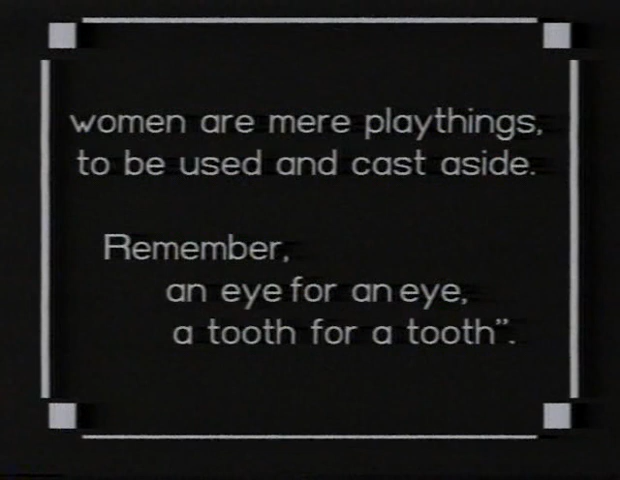 women are mere playthings,
to be used and cast aside.
Remember,
an eye for an eye,
a tooth for a tooth”.